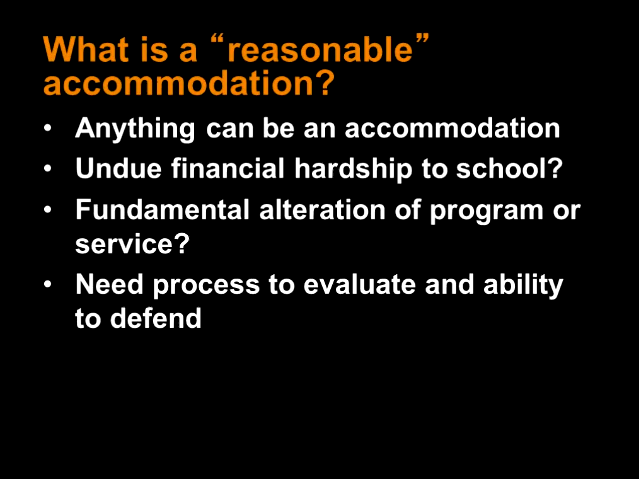 What is a “reasonable”
accommodation?
• Anything can be an accommodation
• Undue financial hardship to school?
• Fundamental alteration of program or
service?
• Need process to evaluate and ability
to defend